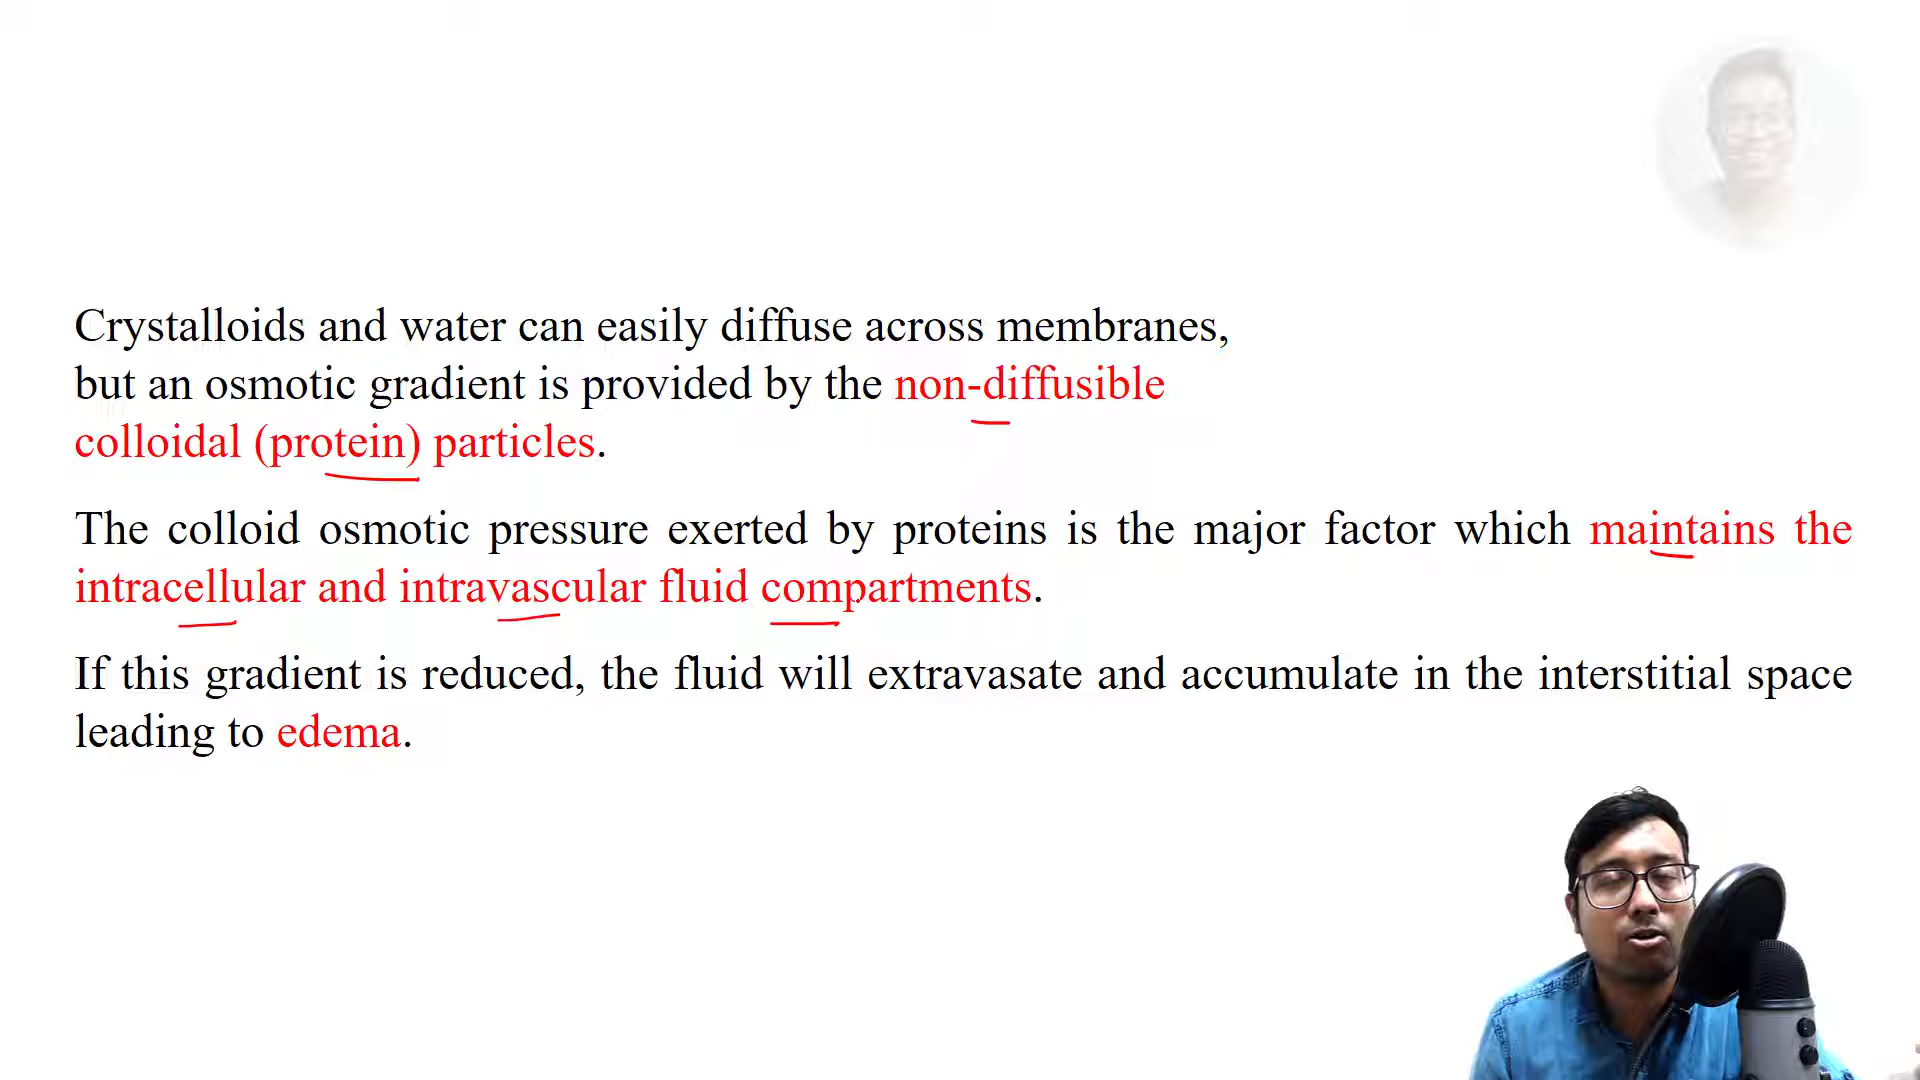 Crystalloids and water can easily diffuse across membranes,
but an osmotic gradient is provided by the non-diffusible
colloidal (protein) particles.
The colloid osmotic pressure exerted by proteins is the major factor which maintains the
intracellular and intravascular fluid compartments.
If this gradient is reduced, the fluid will extravasate and accumulate in the interstitial space
leading to edema.